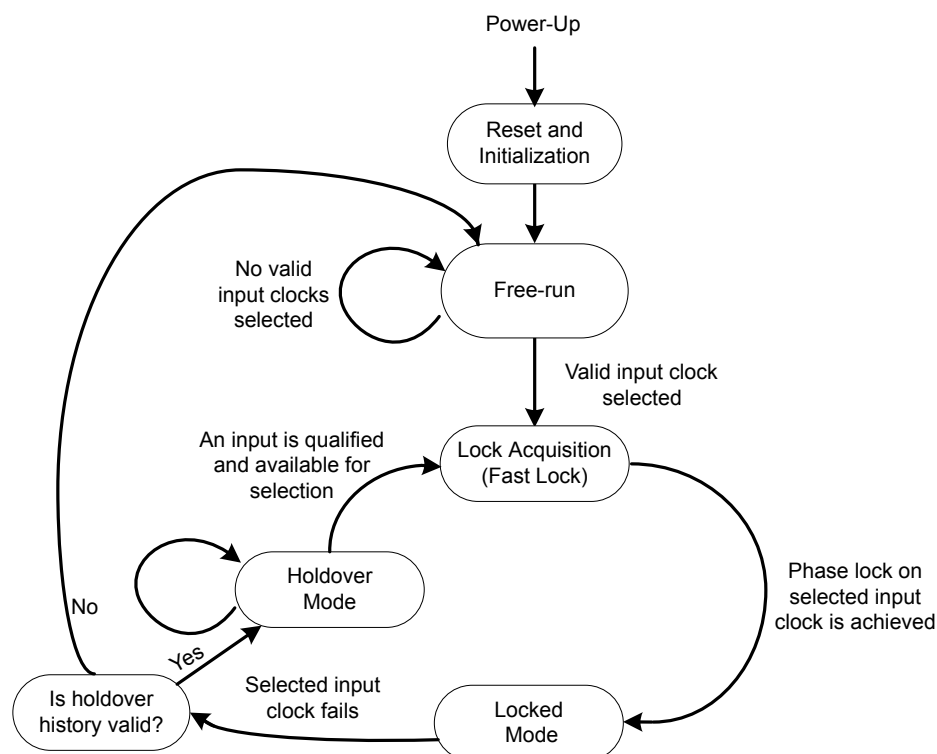 Power-Up
Reset and
Initialization
No valid
input clocks
selected
Free-run
Valid input clock
selected
An input is qualified
and available for
selection
Lock Acquisition
(Fast Lock)
Holdover
Mode
Phase lock on
selected input
clock is achieved
No
Yes
Selected input
clock fails
Is holdover
history valid?
Locked
Mode